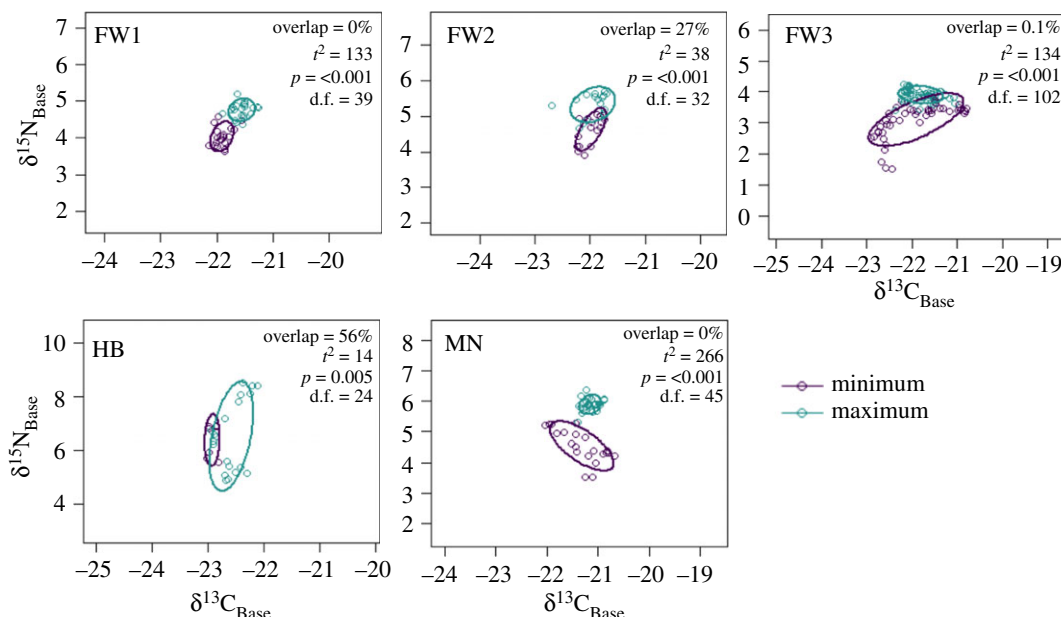 FW1
overlap = 0%
t² = 133
p = <0.001
d.f. = 39
7
6
5
4
3
2
δ¹⁵N_Base
–24 –23 –22 –21 –20
FW2
overlap = 27%
t² = 38
p = <0.001
d.f. = 32
7
6
5
4
3
2
–24 –23 –22 –21 –20
FW3
overlap = 0.1%
t² = 134
p = <0.001
d.f. = 102
6
5
4
3
2
1
0
–25 –24 –23 –22 –21 –20 –19
δ¹³C_Base
HB
overlap = 56%
t² = 14
p = 0.005
d.f. = 24
10
8
6
4
δ¹⁵N_Base
–25 –24 –23 –22 –21 –20
δ¹³C_Base
MN
overlap = 0%
t² = 266
p = <0.001
d.f. = 45
8
7
6
5
4
3
2
–24 –23 –22 –21 –20 –19
δ¹³C_Base
minimum
maximum